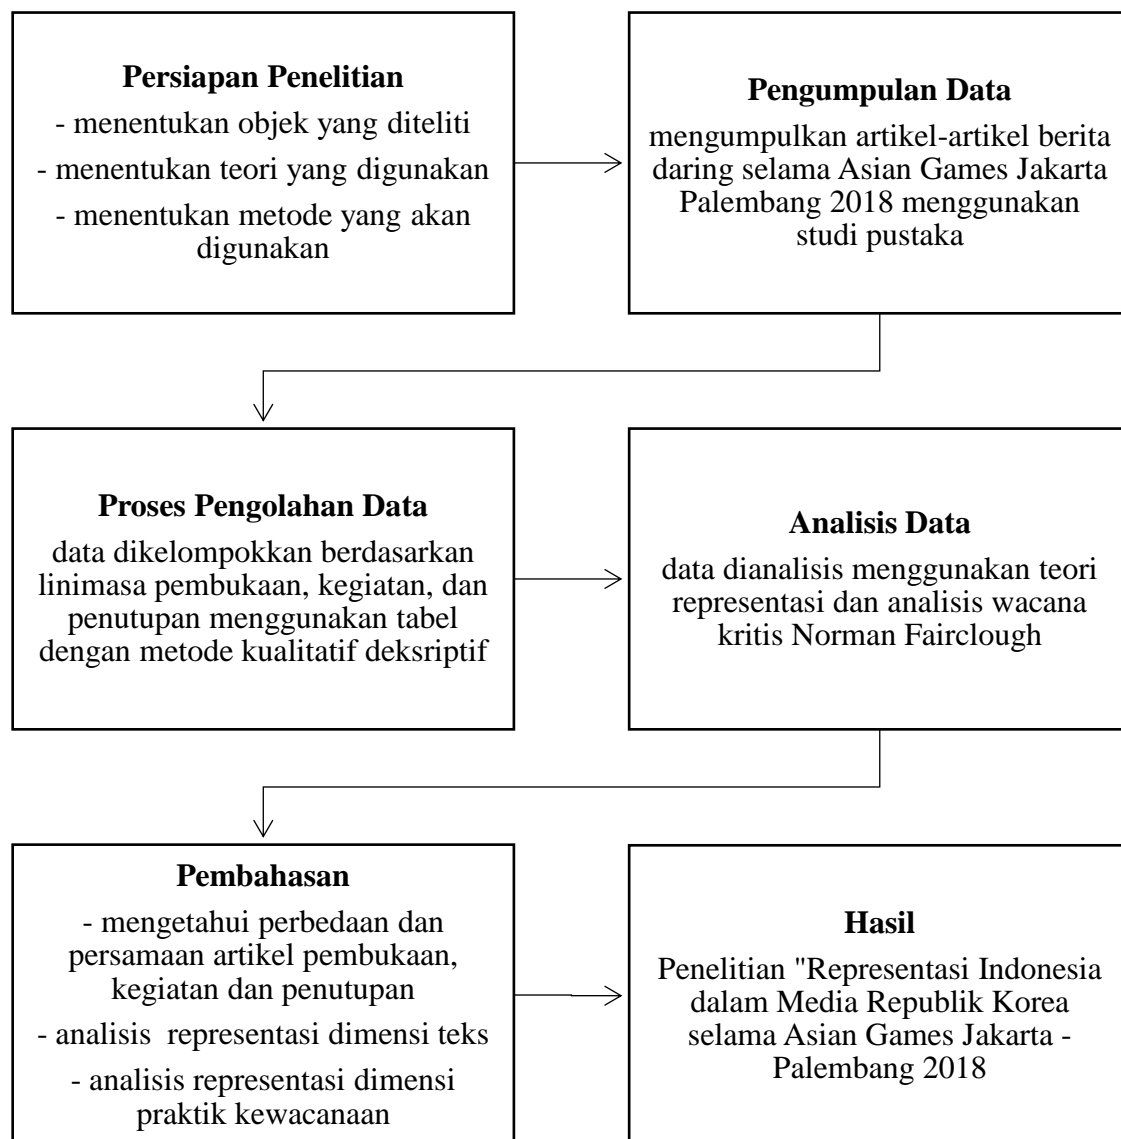 Persiapan Penelitian
- menentukan objek yang diteliti
- menentukan teori yang digunakan
- menentukan metode yang akan
digunakan
Pengumpulan Data
mengumpulkan artikel-artikel berita
daring selama Asian Games Jakarta
Palembang 2018 menggunakan
studi pustaka
Proses Pengolahan Data
data dikelompokkan berdasarkan
linimasa pembukaan, kegiatan, dan
penutupan menggunakan tabel
dengan metode kualitatif deksriptif
Analisis Data
data dianalisis menggunakan teori
representasi dan analisis wacana
kritis Norman Fairclough
Pembahasan
- mengetahui perbedaan dan
persamaan artikel pembukaan,
kegiatan dan penutupan
- analisis  representasi dimensi teks
- analisis representasi dimensi
praktik kewacanaan
Hasil
Penelitian "Representasi Indonesia
dalam Media Republik Korea
selama Asian Games Jakarta -
Palembang 2018